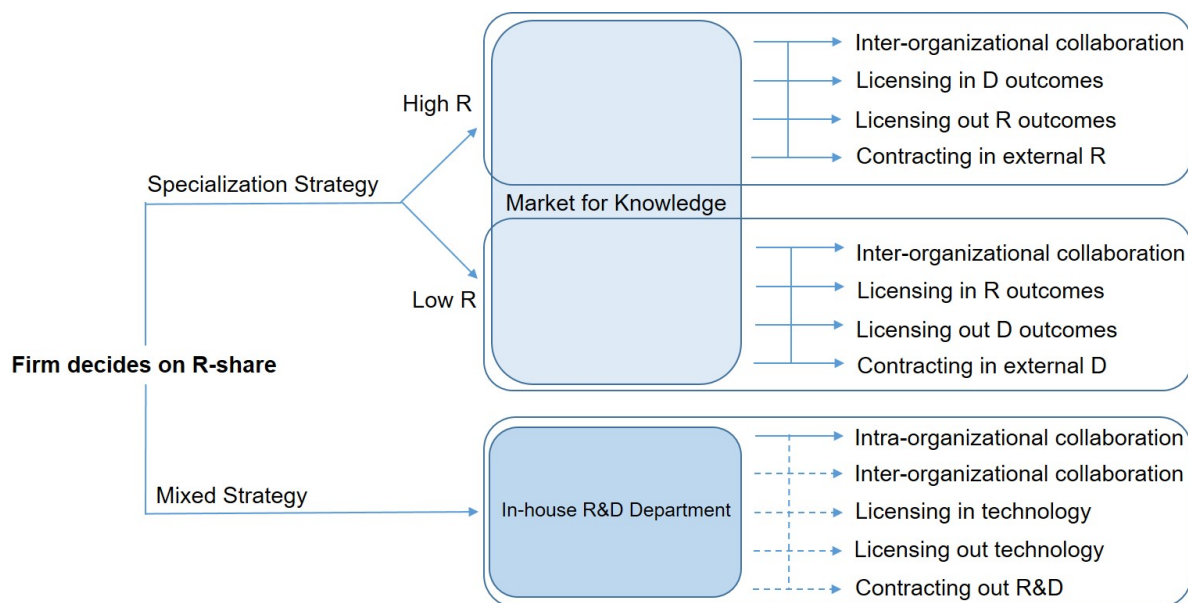 Inter-organizational collaboration
Licensing in D outcomes
High R
Licensing out R outcomes
Contracting in external R
Specialization Strategy
Market for Knowledge
Inter-organizational collaboration
Low R
Licensing in R outcomes
Licensing out D outcomes
Firm decides on R-share
Contracting in external D
Intra-organizational collaboration
Inter-organizational collaboration
Mixed Strategy
In-house R&D Department
Licensing in technology
Licensing out technology
Contracting out R&D